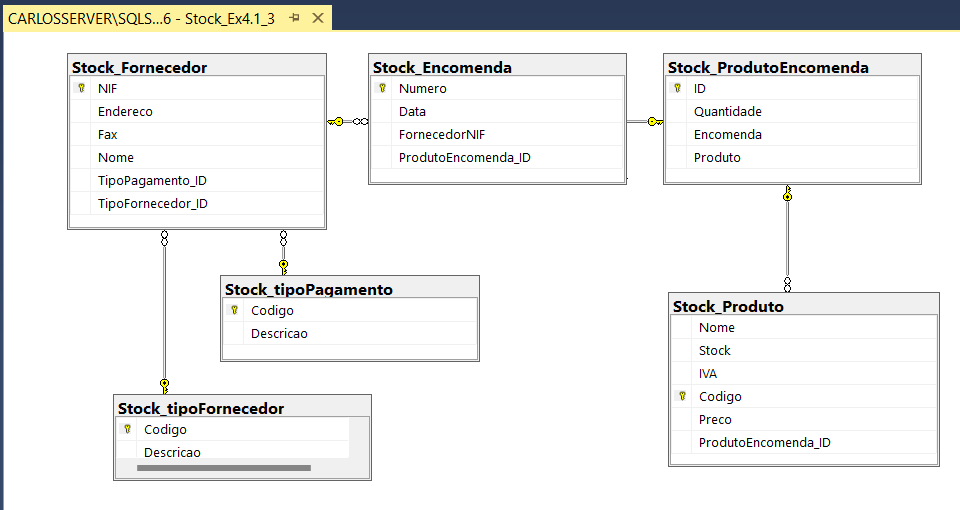 CARLOSSERVER\SQLS...6 - Stock_Ex4.1_3
Stock_Fornecedor
NIF
Endereco
Fax
Nome
TipoPagamento_ID
TipoFornecedor_ID
Stock_Encomenda
Numero
Data
FornecedorNIF
ProdutoEncomenda_ID
Stock_ProdutoEncomenda
ID
Quantidade
Encomenda
Produto
Stock_tipoPagamento
Codigo
Descricao
Stock_Produto
Nome
Stock
IVA
Codigo
Preco
ProdutoEncomenda_ID
Stock_tipoFornecedor
Codigo
Descricao